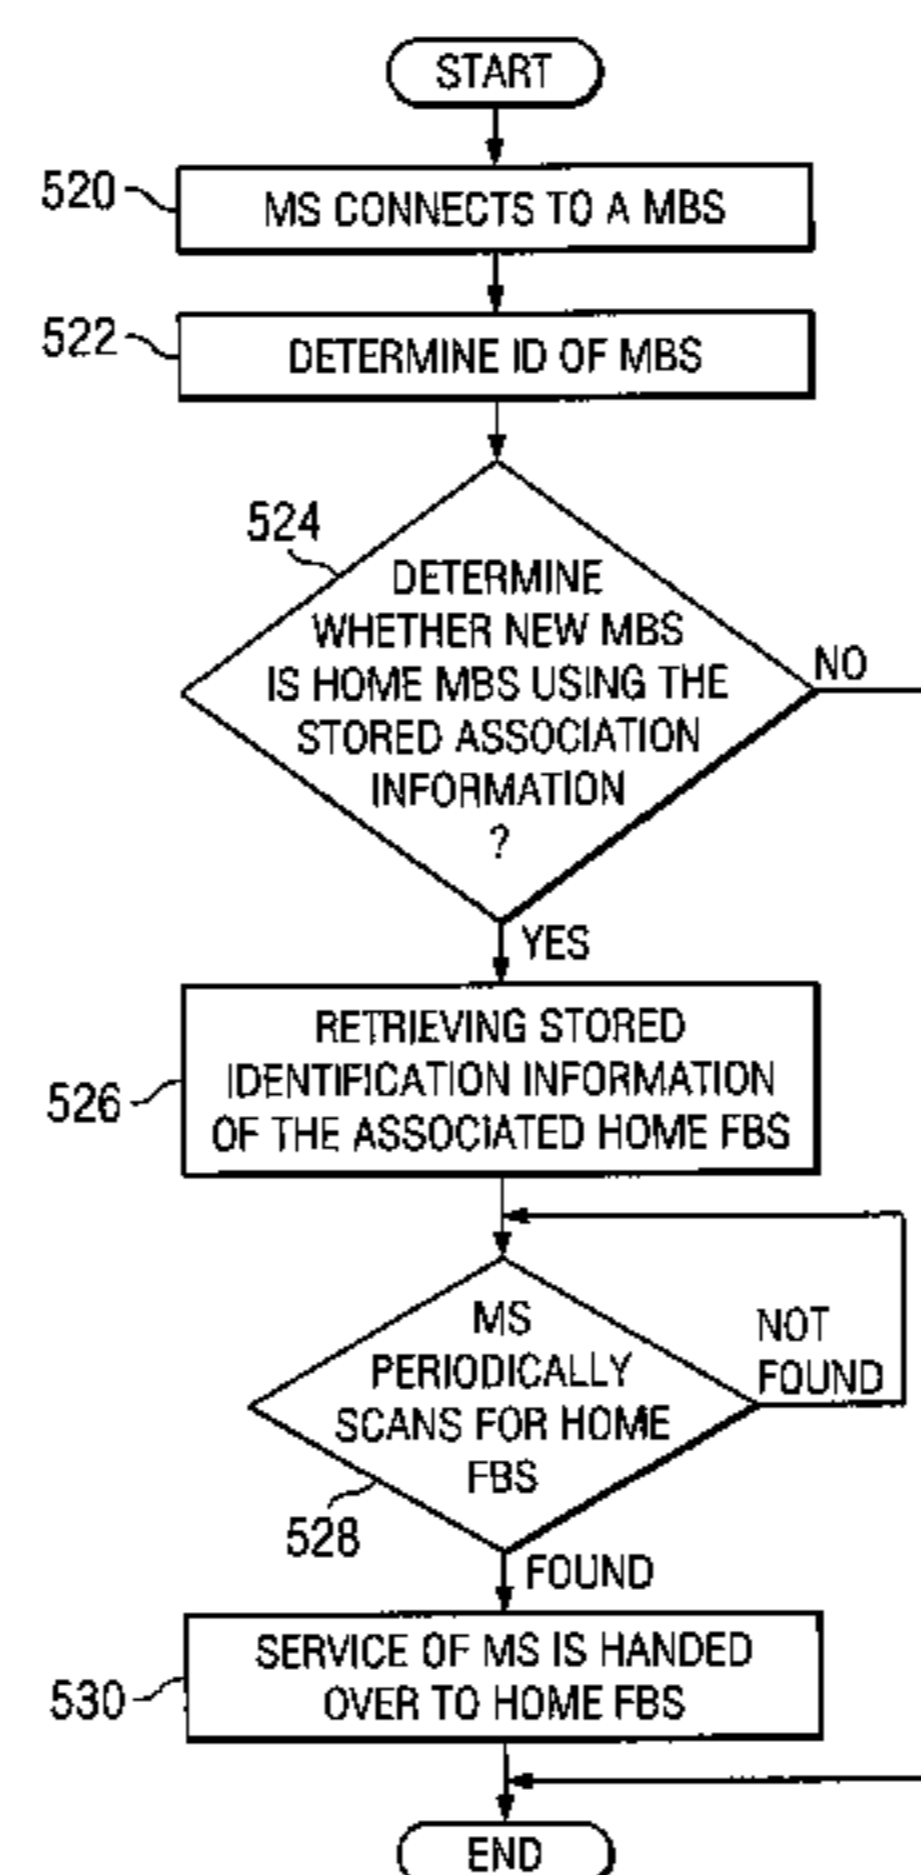 START
520
MS CONNECTS TO A MBS
522
DETERMINE ID OF MBS
524
DETERMINE
WHETHER NEW MBS
IS HOME MBS USING THE
STORED ASSOCIATION
INFORMATION
?
NO
YES
RETRIEVING STORED
IDENTIFICATION INFORMATION
OF THE ASSOCIATED HOME FBS
526
MS
PERIODICALLY
SCANS FOR HOME
FBS
NOT
FOUND
528
FOUND
SERVICE OF MS IS HANDED
OVER TO HOME FBS
530
END